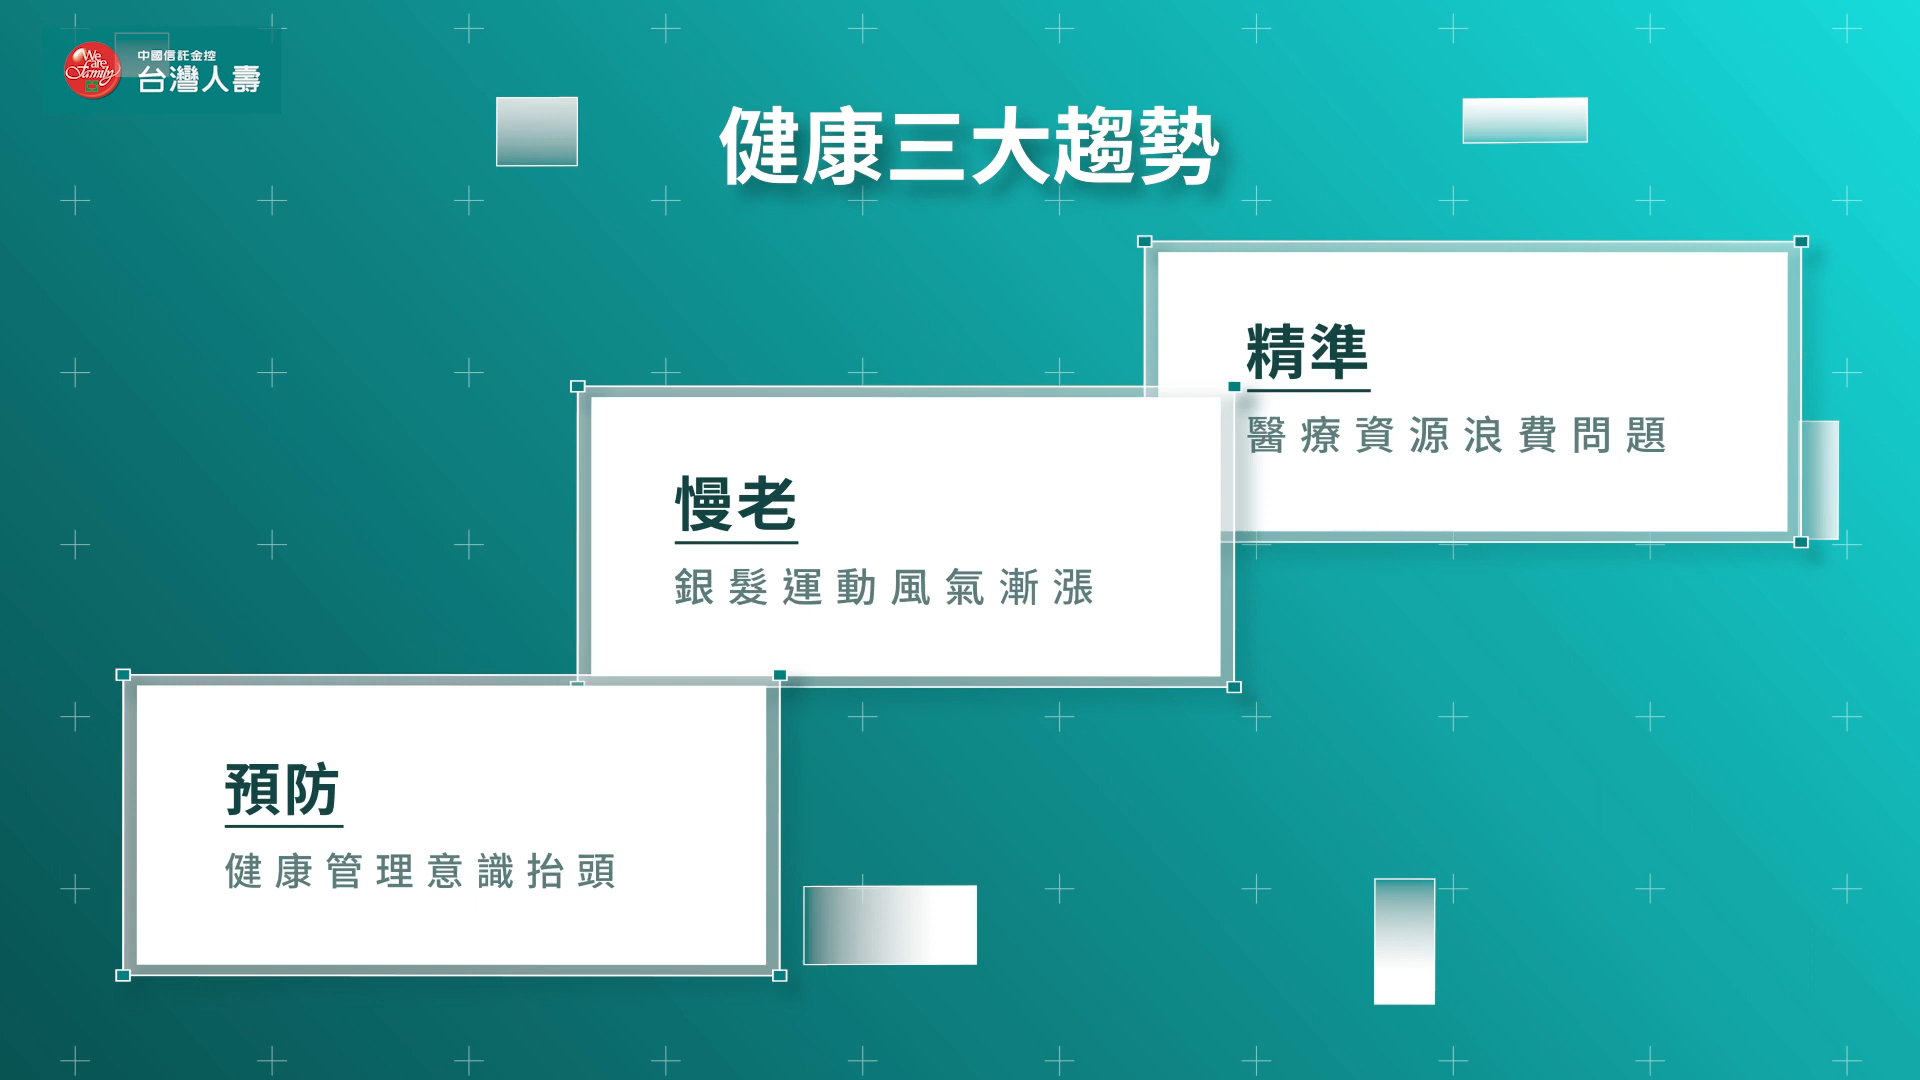 We are Family
中國信託金控
台灣人壽
健康三大趨勢
精準
醫療資源浪費問題
慢老
銀髮運動風氣漸漲
預防
健康管理意識抬頭